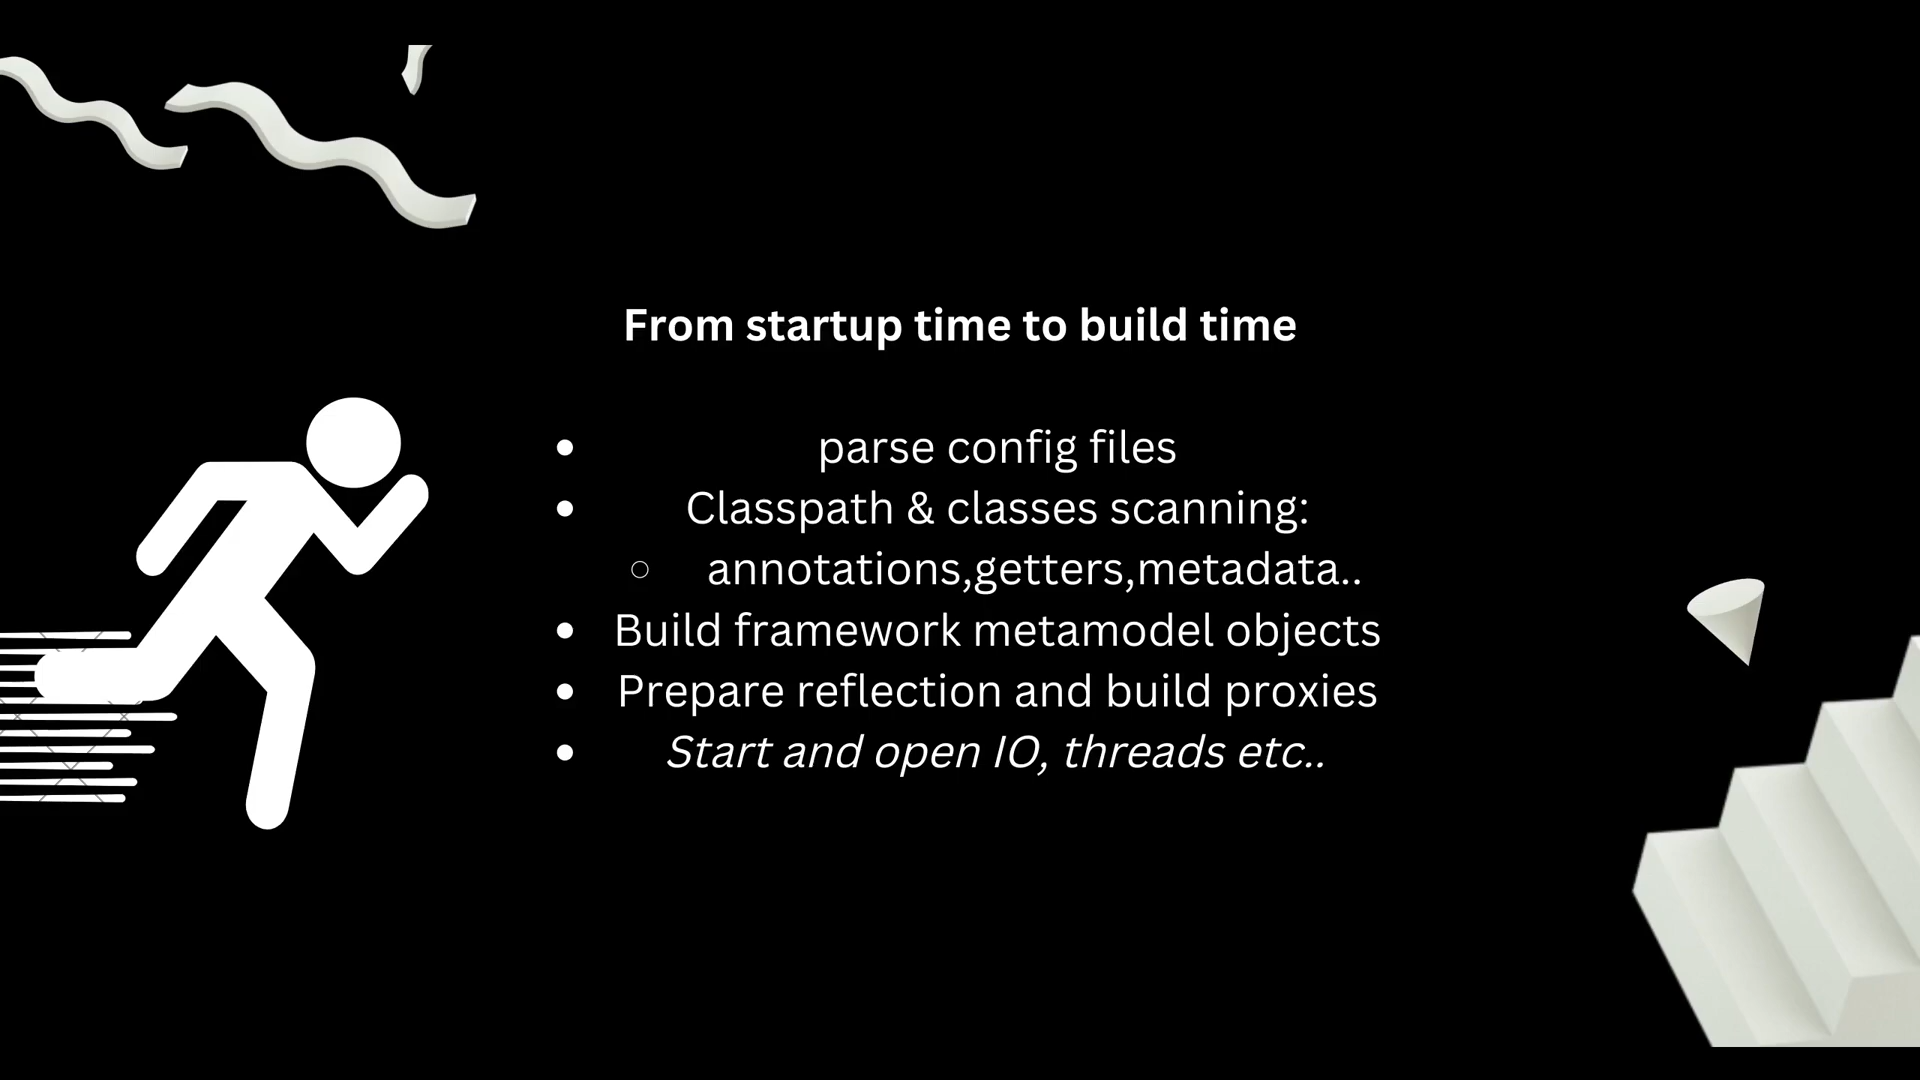 From startup time to build time
parse config files
Classpath & classes scanning:
annotations,getters,metadata..
Build framework metamodel objects
Prepare reflection and build proxies
Start and open IO, threads etc..